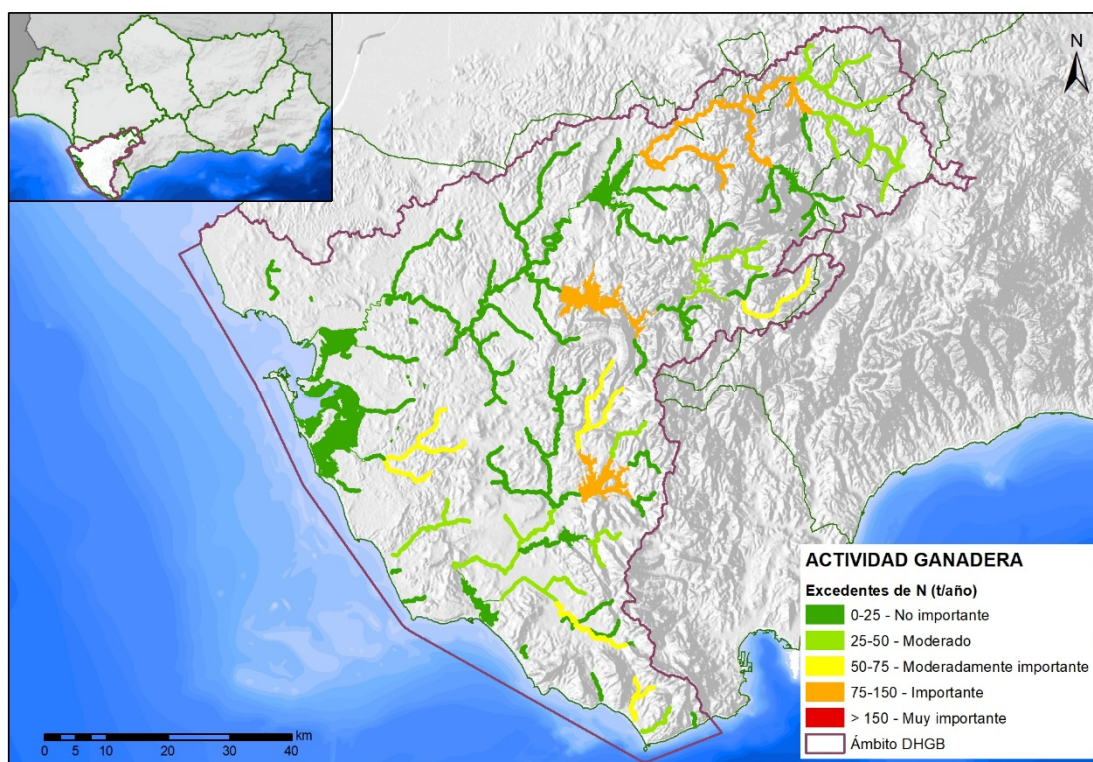 N
ACTIVIDAD GANADERA
Excedentes de N (t/año)
0-25 - No importante
25-50 - Moderado
50-75 - Moderadamente importante
75-150 - Importante
> 150 - Muy importante
Ámbito DHGB
km
0 5 10 20 30 40